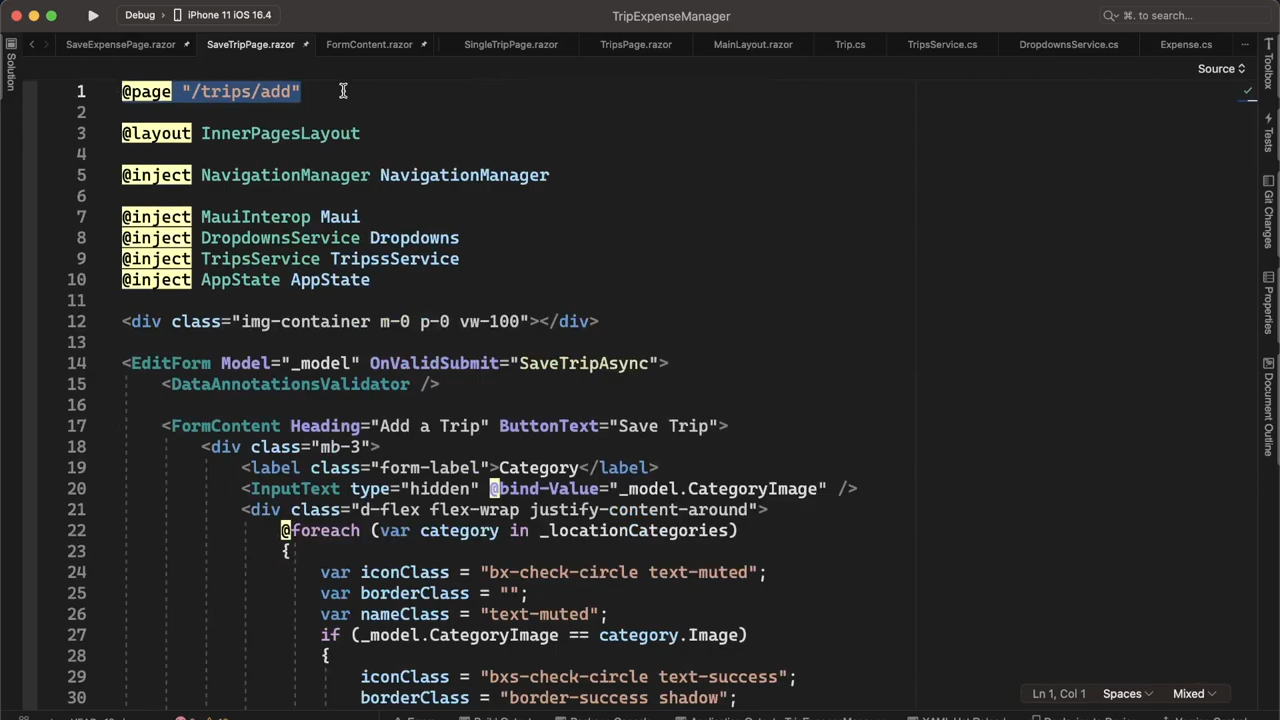 Debug > iPhone 11 iOS 16.4
TripExpenseManager
⌘. to search...
SaveExpensePage.razor
SaveTripPage.razor
FormContent.razor
SingleTripPage.razor
TripsPage.razor
MainLayout.razor
Trip.cs
TripsService.cs
DropdownsService.cs
Expense.cs
Solution
Source
Toolbox
Tests
Git Changes
Properties
Document Outline
1 @page "/trips/add"
2
3 @layout InnerPagesLayout
4
5 @inject NavigationManager NavigationManager
6
7 @inject MauiInterop Maui
8 @inject DropdownsService Dropdowns
9 @inject TripsService TripssService
10 @inject AppState AppState
11
12 <div class="img-container m-0 p-0 vw-100"></div>
13
14 <EditForm Model="_model" OnValidSubmit="SaveTripAsync">
15 <DataAnnotationsValidator />
16
17 <FormContent Heading="Add a Trip" ButtonText="Save Trip">
18 <div class="mb-3">
19 <label class="form-label">Category</label>
20 <InputText type="hidden" @bind-Value="_model.CategoryImage" />
21 <div class="d-flex flex-wrap justify-content-around">
22 @foreach (var category in _locationCategories)
23 {
24 var iconClass = "bx-check-circle text-muted";
25 var borderClass = "";
26 var nameClass = "text-muted";
27 if (_model.CategoryImage == category.Image)
28 {
29 iconClass = "bxs-check-circle text-success";
30 borderClass = "border-success shadow";
Ln 1, Col 1 Spaces Mixed